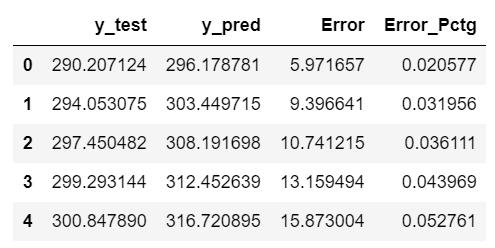 y_test y_pred Error Error_Pctg
0 290.207124 296.178781 5.971657 0.020577
1 294.053075 303.449715 9.396641 0.031956
2 297.450482 308.191698 10.741215 0.036111
3 299.293144 312.452639 13.159494 0.043969
4 300.847890 316.720895 15.873004 0.052761